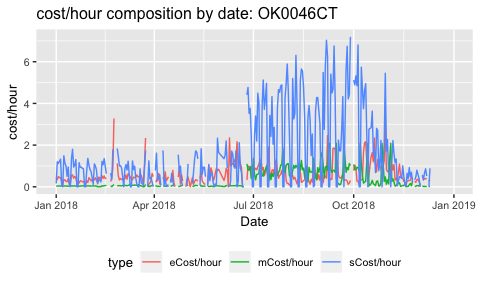 cost/hour composition by date: OK0046CT
cost/hour
6
4
2
0
Jan 2018
Apr 2018
Jul 2018
Oct 2018
Jan 2019
Date
type
eCost/hour
mCost/hour
sCost/hour